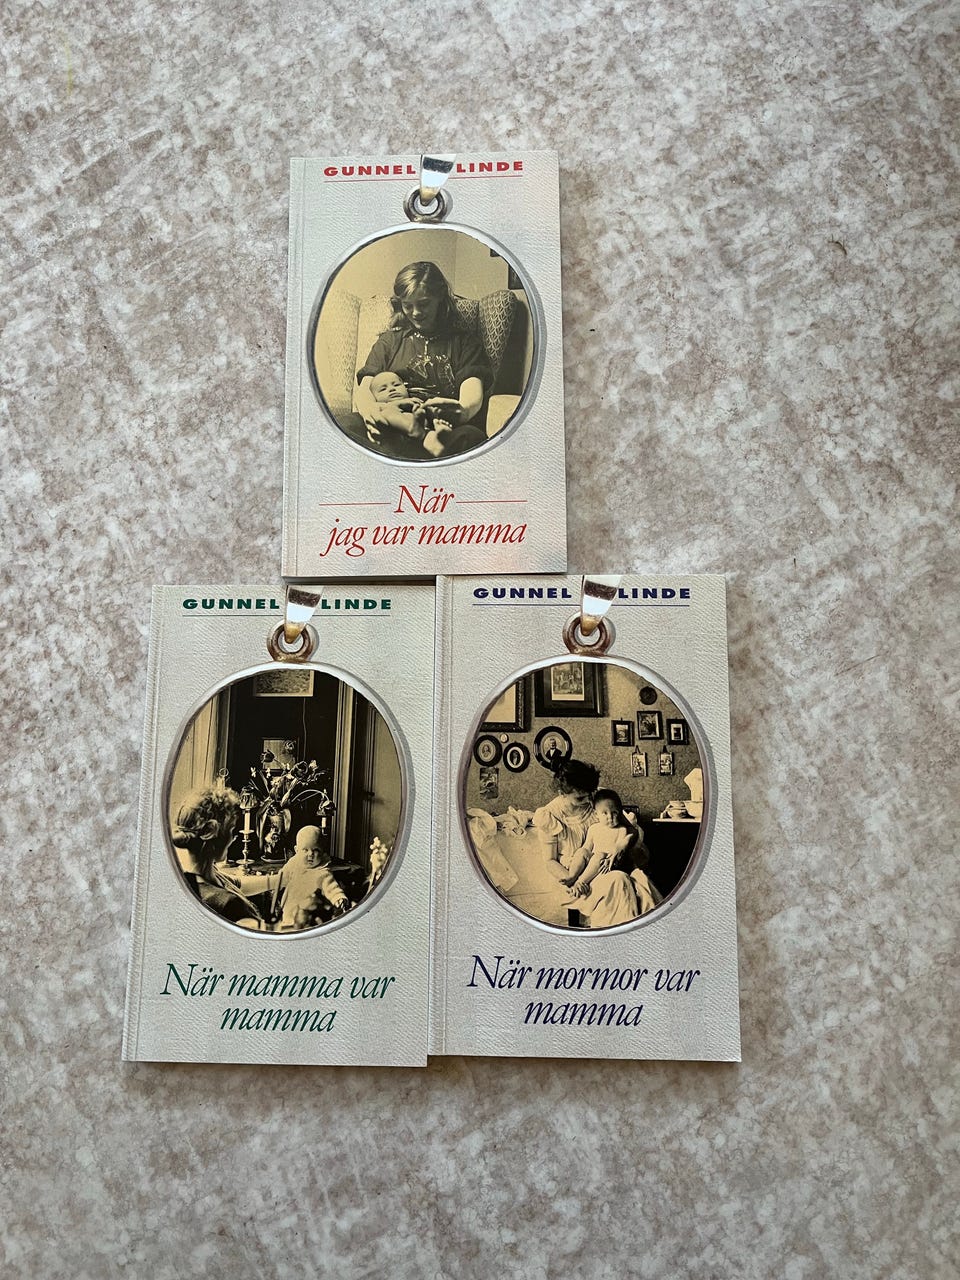 GUNNEL LINDE
När
jag var mamma
GUNNEL LINDE
När mamma var
mamma
GUNNEL LINDE
När mormor var
mamma